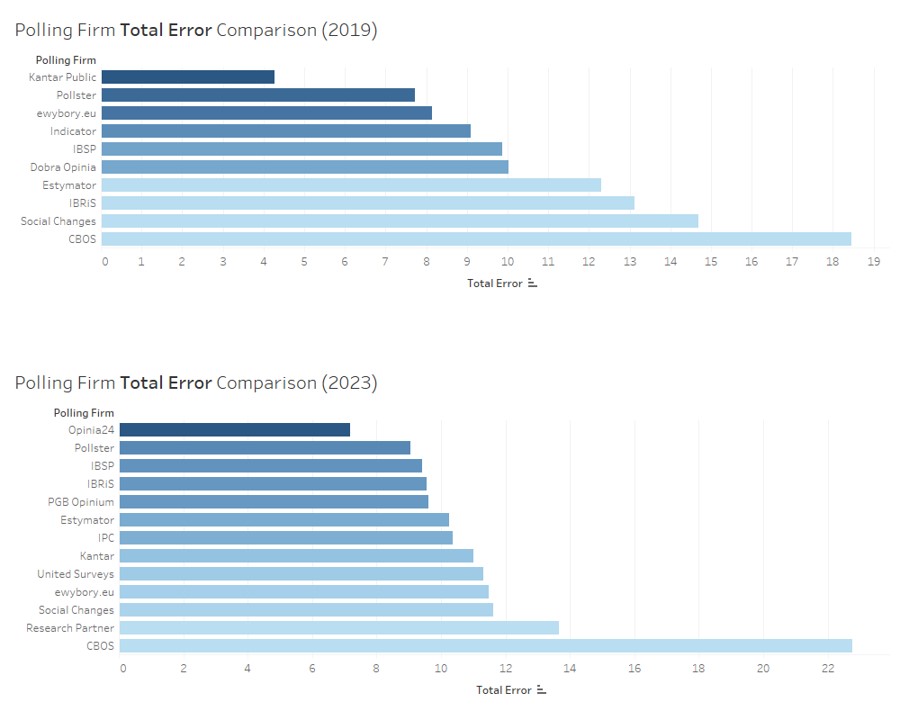 Polling Firm Total Error Comparison (2019)
Polling Firm
Kantar Public
Pollster
ewybory.eu
Indicator
IBSP
Dobra Opinia
Estymator
IBRiS
Social Changes
CBOS
0 1 2 3 4 5 6 7 8 9 10 11 12 13 14 15 16 17 18 19
Total Error
Polling Firm Total Error Comparison (2023)
Polling Firm
Opinia24
Pollster
IBSP
IBRiS
PGB Opinium
Estymator
IPC
Kantar
United Surveys
ewybory.eu
Social Changes
Research Partner
CBOS
0 2 4 6 8 10 12 14 16 18 20 22
Total Error